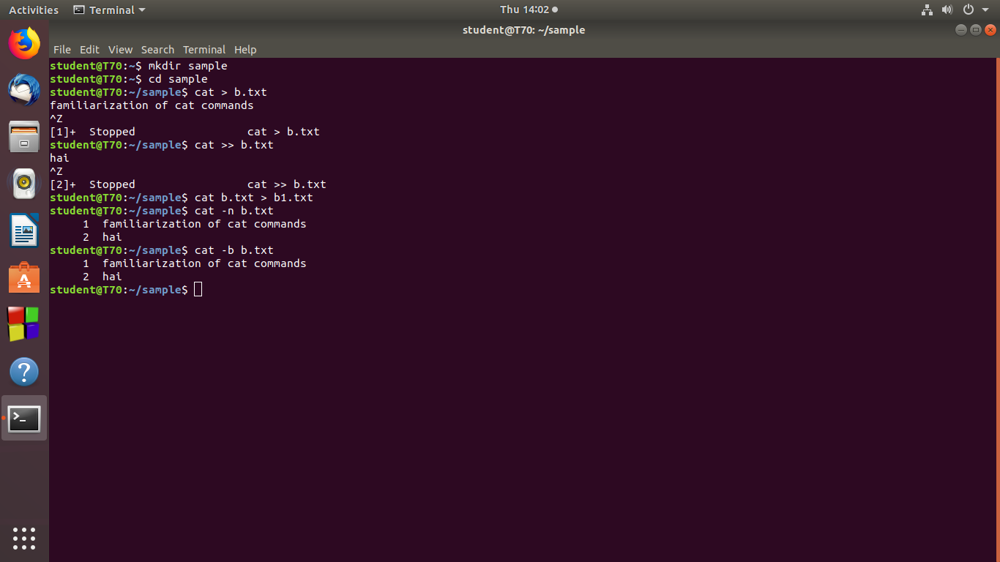 Activities Terminal Thu 14:02
student@T70: ~/sample
File Edit View Search Terminal Help
student@T70:~$ mkdir sample
student@T70:~$ cd sample
student@T70:~/sample$ cat > b.txt
familiarization of cat commands
^Z
[1]+  Stopped                 cat > b.txt
student@T70:~/sample$ cat >> b.txt
hai
^Z
[2]+  Stopped                 cat >> b.txt
student@T70:~/sample$ cat b.txt > b1.txt
student@T70:~/sample$ cat -n b.txt
     1  familiarization of cat commands
     2  hai
student@T70:~/sample$ cat -b b.txt
     1  familiarization of cat commands
     2  hai
student@T70:~/sample$